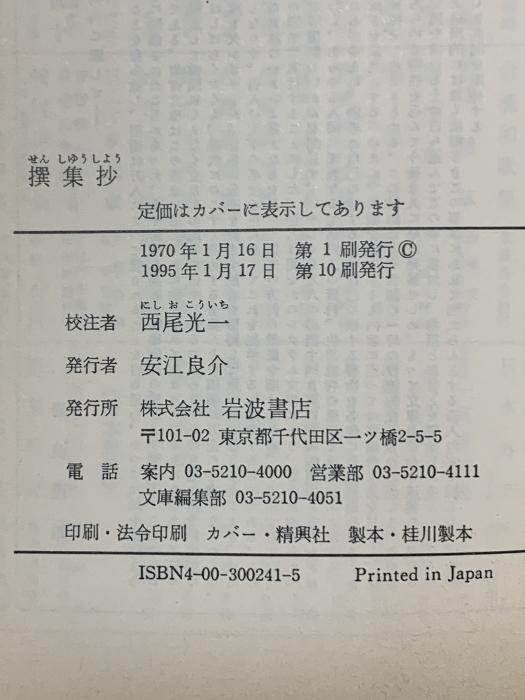 せんしゆうしよう
撰集抄
定価はカバーに表示してあります
1970年1月16日 第1刷発行©
1995年1月17日 第10刷発行
にしおこういち
校注者 西尾光一
発行者 安江良介
発行所 株式会社 岩波書店
〒101-02 東京都千代田区一ツ橋2-5-5
電話 案内 03-5210-4000 営業部 03-5210-4111
文庫編集部 03-5210-4051
印刷・法令印刷 カバー・精興社 製本・桂川製本
ISBN4-00-300241-5 Printed in Japan